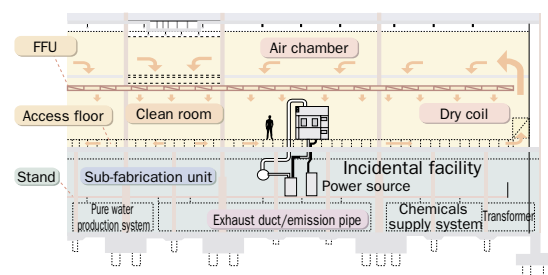 FFU
Air chamber
Access floor
Clean room
Dry coil
Stand
Sub-fabrication unit
Incidental facility
Power source
Pure water
production system
Exhaust duct/emission pipe
Chemicals
supply system
Transformer